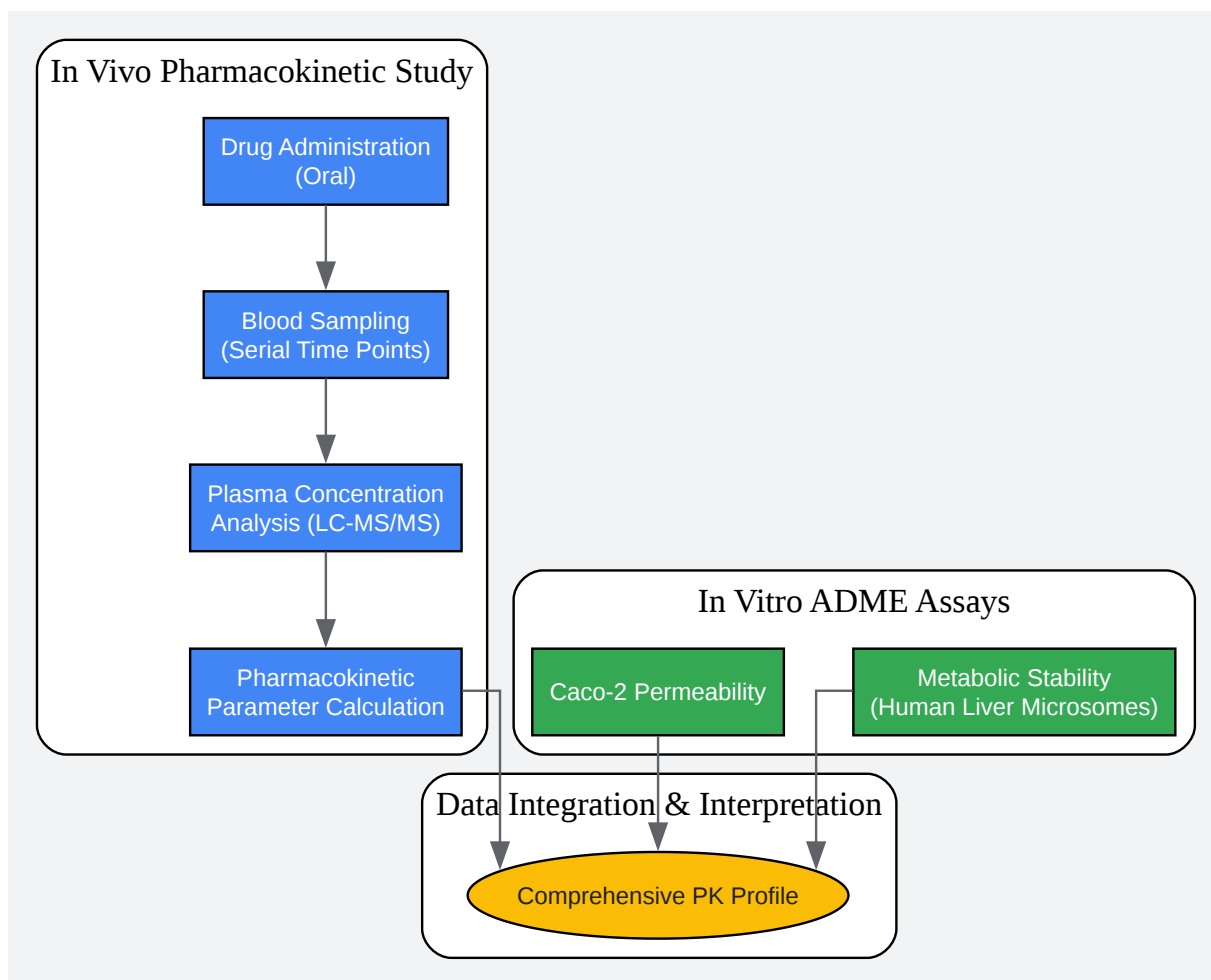 In Vivo Pharmacokinetic Study
Drug Administration
(Oral)
Blood Sampling
(Serial Time Points)
Plasma Concentration
Analysis (LC-MS/MS)
Pharmacokinetic
Parameter Calculation
In Vitro ADME Assays
Caco-2 Permeability
Metabolic Stability
(Human Liver Microsomes)
Data Integration & Interpretation
Comprehensive PK Profile